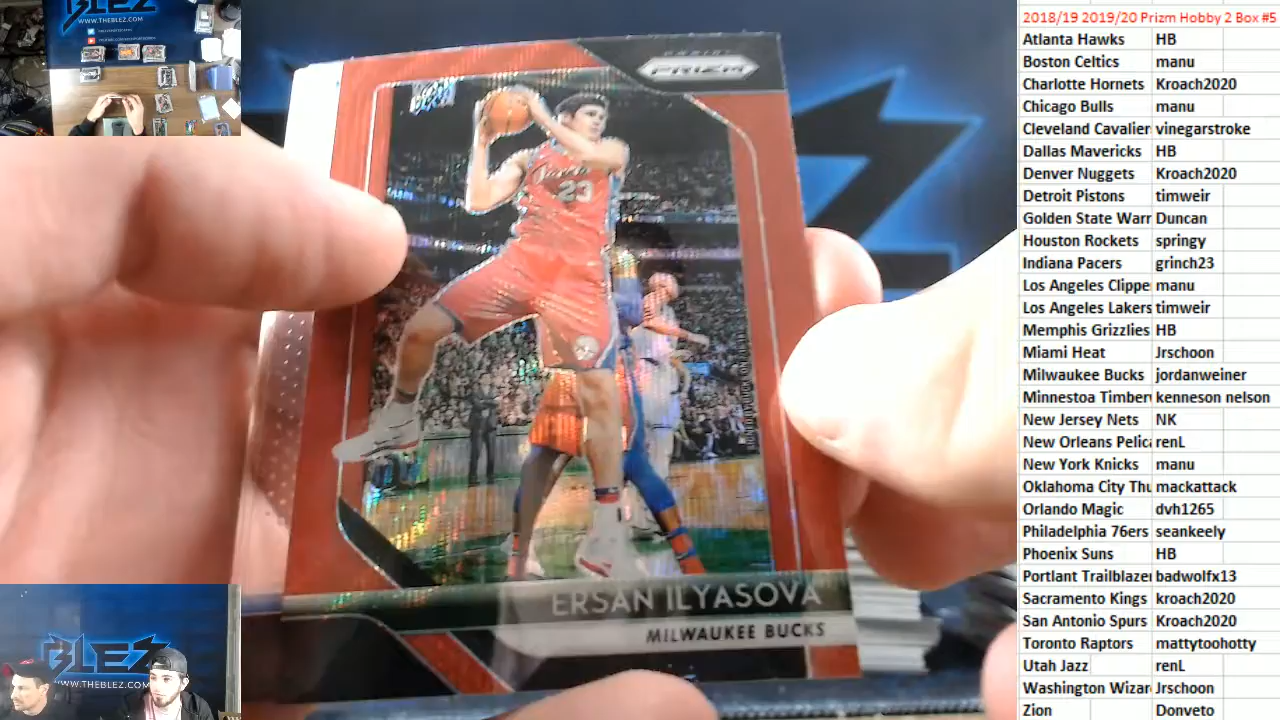 BLEZ
WWW.THEBLEZ.COM
PANINI
PRIZM
23
ERSAN ILYASOVA
MILWAUKEE BUCKS
BLEZ
WWW.THEBLEZ.COM
2018/19 2019/20 Prizm Hobby 2 Box #5
Atlanta Hawks HB
Boston Celtics manu
Charlotte Hornets Kroach2020
Chicago Bulls manu
Cleveland Cavalier vinegarstroke
Dallas Mavericks HB
Denver Nuggets Kroach2020
Detroit Pistons timweir
Golden State Warr Duncan
Houston Rockets springy
Indiana Pacers grinch23
Los Angeles Clippe manu
Los Angeles Lakers timweir
Memphis Grizzlies HB
Miami Heat Jrschoon
Milwaukee Bucks jordanweiner
Minnestoa Timber kenneson nelson
New Jersey Nets NK
New Orleans Pelica renL
New York Knicks manu
Oklahoma City Thu mackattack
Orlando Magic dvh1265
Philadelphia 76ers seankeely
Phoenix Suns HB
Portlant Trailblazer badwolfx13
Sacramento Kings kroach2020
San Antonio Spurs Kroach2020
Toronto Raptors mattytoohotty
Utah Jazz renL
Washington Wizar Jrschoon
Zion Donveto